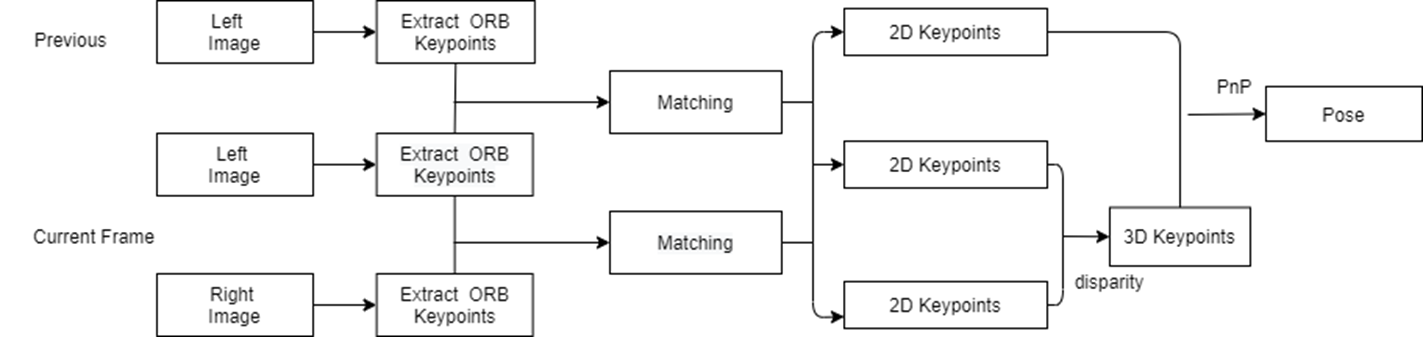 Previous
Left
Image
Extract ORB
Keypoints
Matching
2D Keypoints
PnP
Pose
Left
Image
Extract ORB
Keypoints
2D Keypoints
Current Frame
Matching
3D Keypoints
disparity
Right
Image
Extract ORB
Keypoints
2D Keypoints